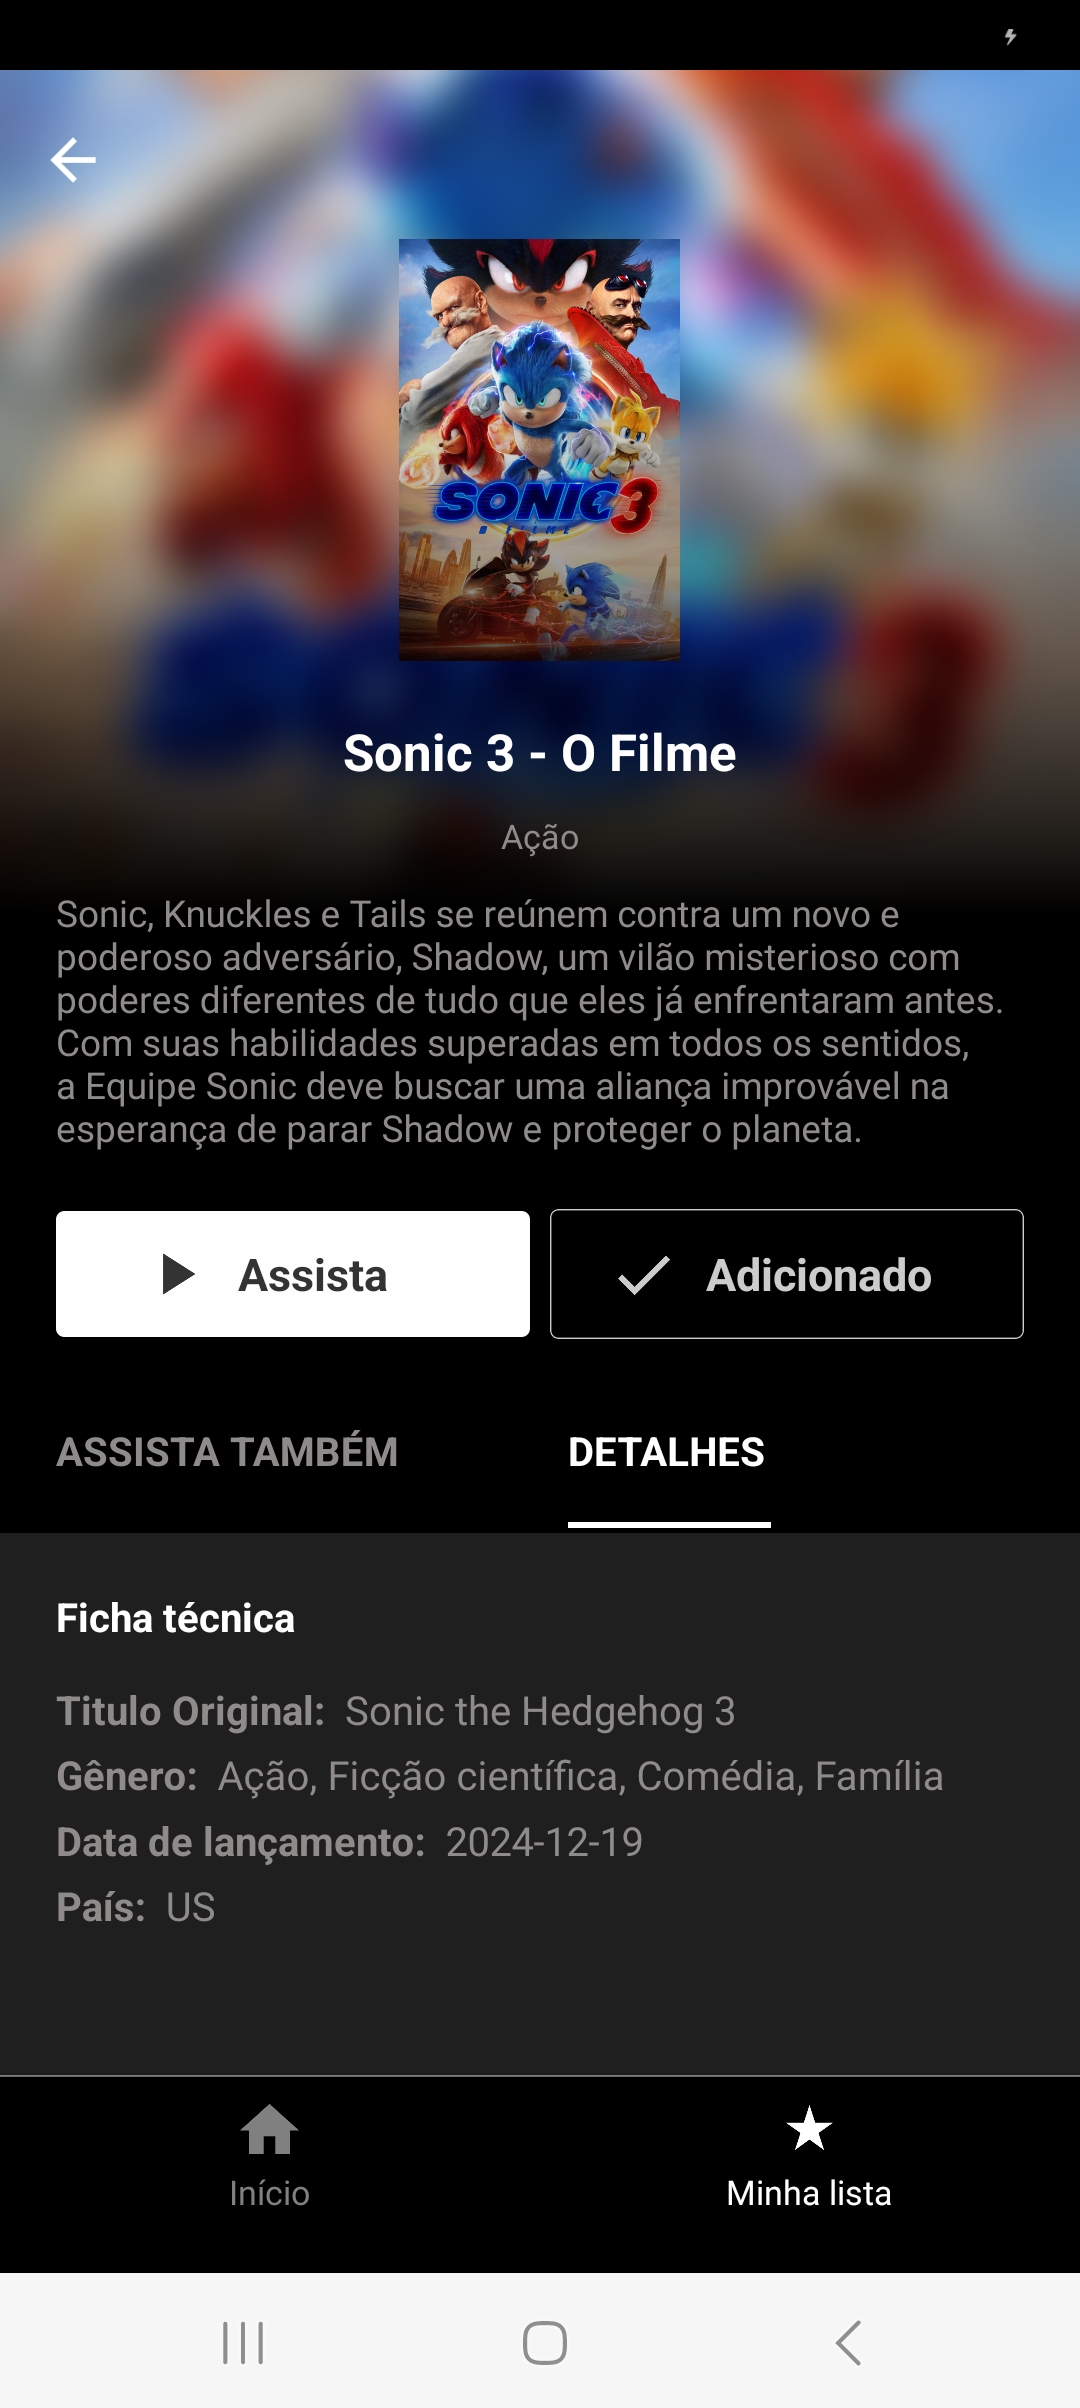 SONIC 3
O FILME
Sonic 3 - O Filme
Ação
Sonic, Knuckles e Tails se reúnem contra um novo e
poderoso adversário, Shadow, um vilão misterioso com
poderes diferentes de tudo que eles já enfrentaram antes.
Com suas habilidades superadas em todos os sentidos,
a Equipe Sonic deve buscar uma aliança improvável na
esperança de parar Shadow e proteger o planeta.
Assista
Adicionado
ASSISTA TAMBÉM
DETALHES
Ficha técnica
Titulo Original: Sonic the Hedgehog 3
Gênero: Ação, Ficção científica, Comédia, Família
Data de lançamento: 2024-12-19
País: US
Início
Minha lista